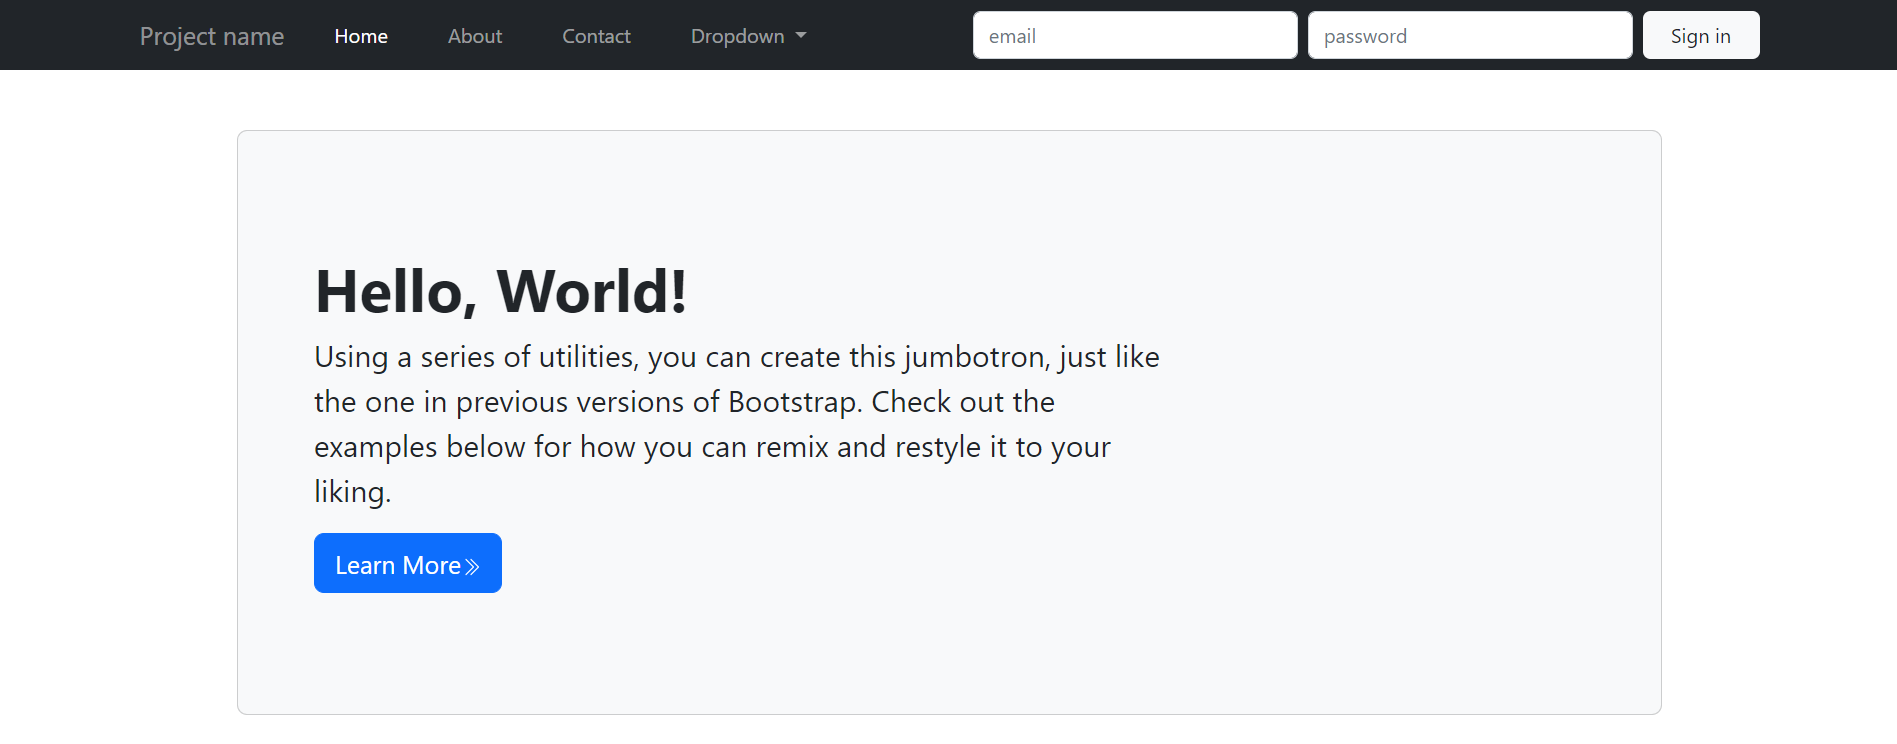 Project name Home About Contact Dropdown email password Sign in
Hello, World!
Using a series of utilities, you can create this jumbotron, just like
the one in previous versions of Bootstrap. Check out the
examples below for how you can remix and restyle it to your
liking.
Learn More